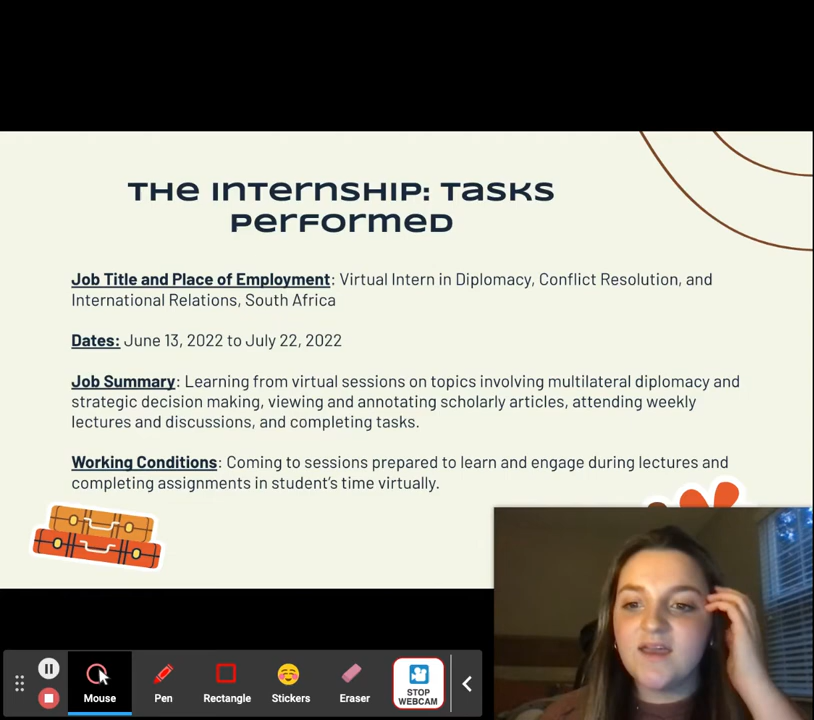 The Internship: Tasks
Performed
Job Title and Place of Employment: Virtual Intern in Diplomacy, Conflict Resolution, and
International Relations, South Africa
Dates: June 13, 2022 to July 22, 2022
Job Summary: Learning from virtual sessions on topics involving multilateral diplomacy and
strategic decision making, viewing and annotating scholarly articles, attending weekly
lectures and discussions, and completing tasks.
Working Conditions: Coming to sessions prepared to learn and engage during lectures and
completing assignments in student's time virtually.
Mouse
Pen
Rectangle
Stickers
Eraser
STOP
WEBCAM